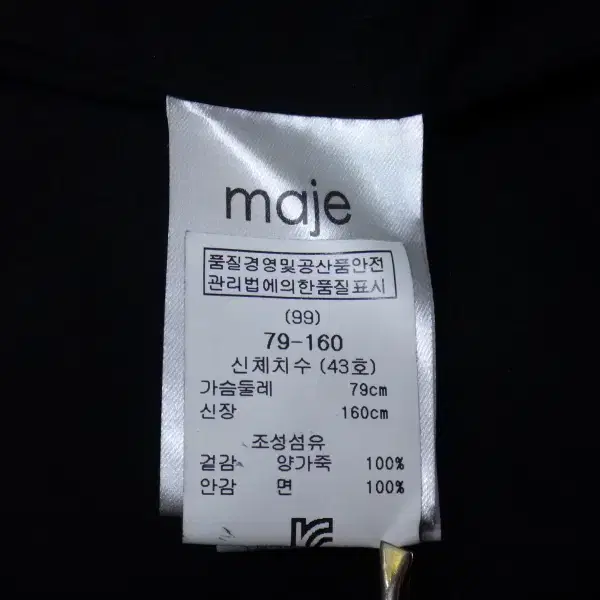 maje
품질경영및공산품안전
관리법에의한품질표시
(99)
79-160
신체치수 (43호)
가슴둘레 79cm
신장 160cm
조성섬유
겉감 양가죽 100%
안감 면 100%